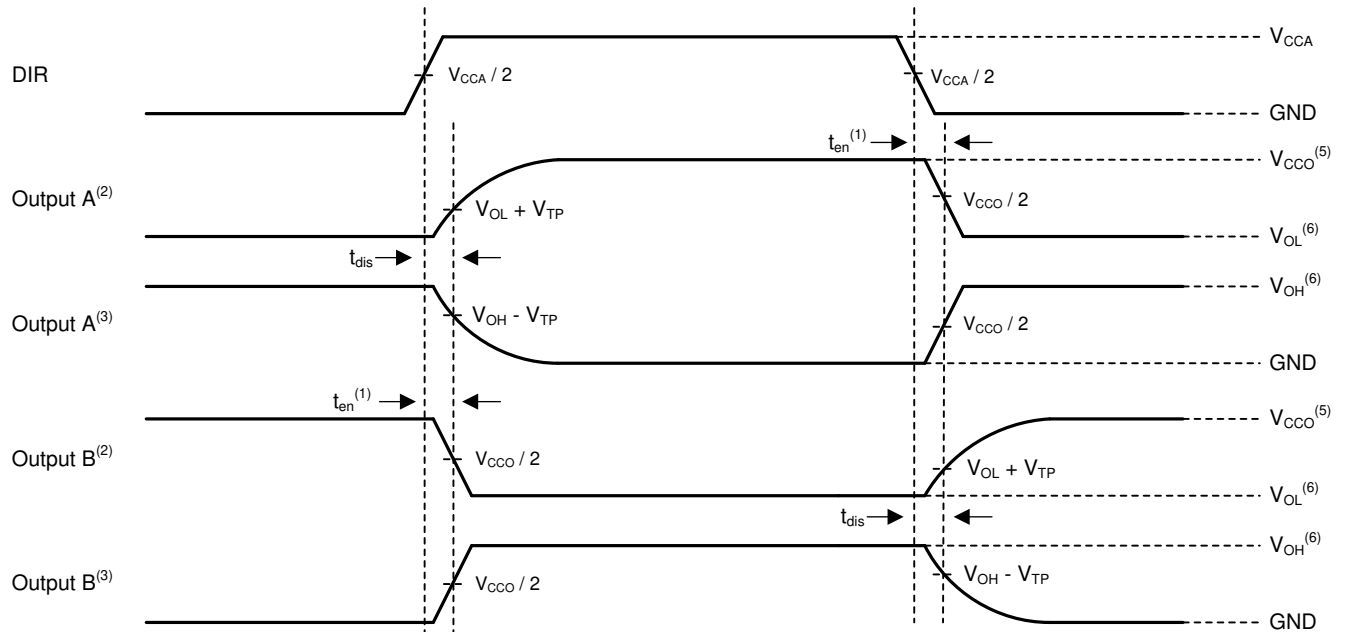 V_CCA
DIR
V_CCA / 2
V_CCA / 2
GND
t_en^(1)
V_CCO^(5)
Output A^(2)
V_OL + V_TP
V_CCO / 2
V_OL^(6)
t_dis
V_OH^(6)
Output A^(3)
V_OH - V_TP
V_CCO / 2
GND
t_en^(1)
V_CCO^(5)
Output B^(2)
V_CCO / 2
V_OL + V_TP
V_OL^(6)
t_dis
V_OH^(6)
Output B^(3)
V_CCO / 2
V_OH - V_TP
GND